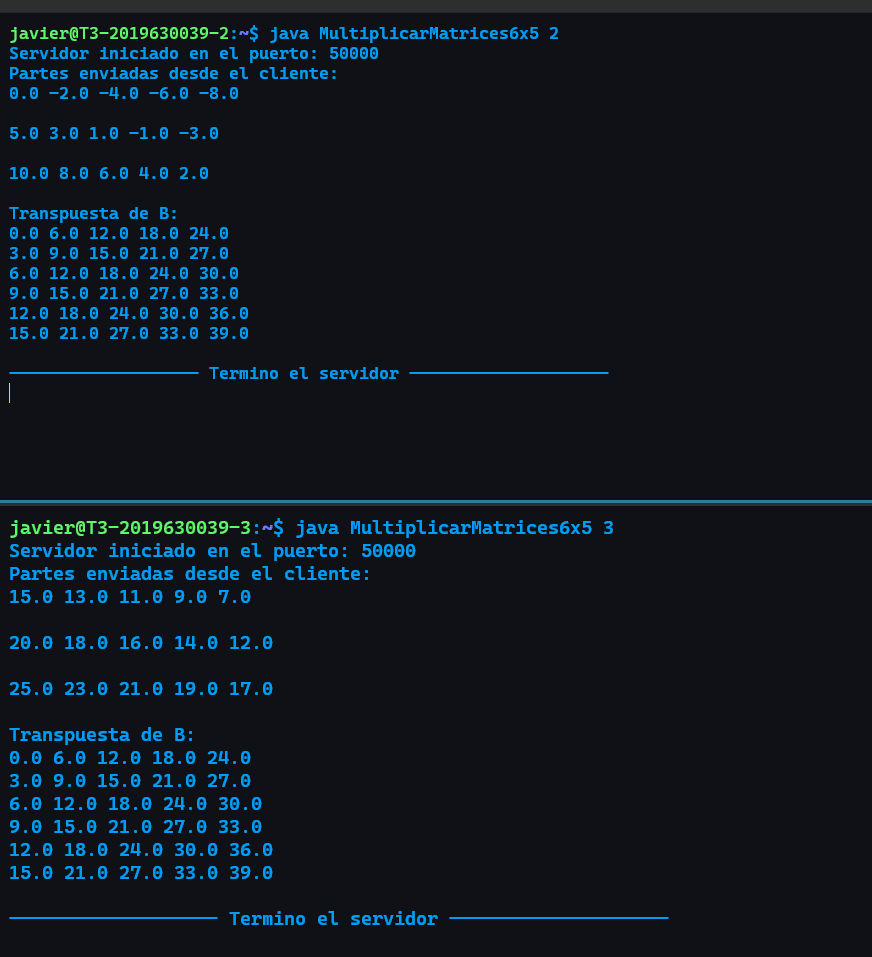 javier@T3-2019630039-2:~$ java MultiplicarMatrices6x5 2
Servidor iniciado en el puerto: 50000
Partes enviadas desde el cliente:
0.0 -2.0 -4.0 -6.0 -8.0
5.0 3.0 1.0 -1.0 -3.0
10.0 8.0 6.0 4.0 2.0
Transpuesta de B:
0.0 6.0 12.0 18.0 24.0
3.0 9.0 15.0 21.0 27.0
6.0 12.0 18.0 24.0 30.0
9.0 15.0 21.0 27.0 33.0
12.0 18.0 24.0 30.0 36.0
15.0 21.0 27.0 33.0 39.0
------------------- Termino el servidor --------------------
javier@T3-2019630039-3:~$ java MultiplicarMatrices6x5 3
Servidor iniciado en el puerto: 50000
Partes enviadas desde el cliente:
15.0 13.0 11.0 9.0 7.0
20.0 18.0 16.0 14.0 12.0
25.0 23.0 21.0 19.0 17.0
Transpuesta de B:
0.0 6.0 12.0 18.0 24.0
3.0 9.0 15.0 21.0 27.0
6.0 12.0 18.0 24.0 30.0
9.0 15.0 21.0 27.0 33.0
12.0 18.0 24.0 30.0 36.0
15.0 21.0 27.0 33.0 39.0
------------------- Termino el servidor --------------------